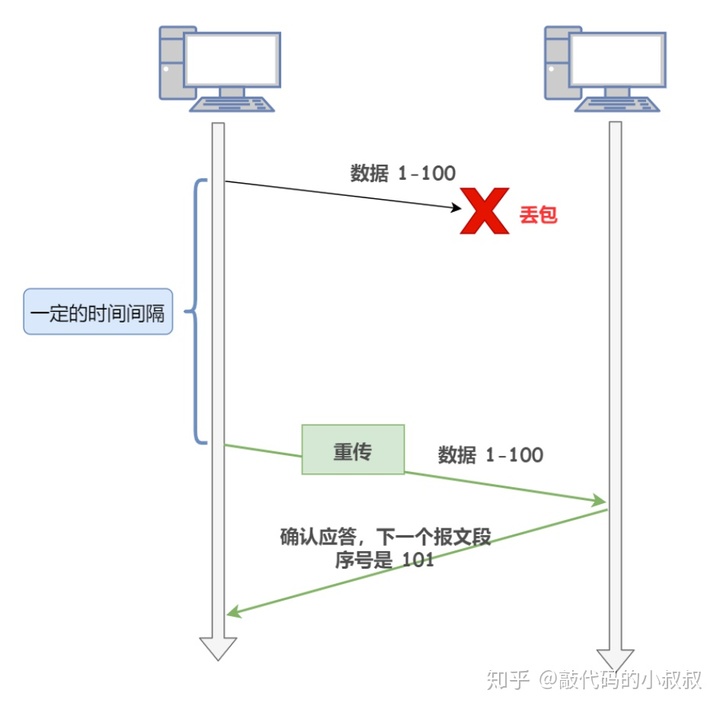 数据 1-100
丢包
一定的时间间隔
重传
数据 1-100
确认应答，下一个报文段
序号是 101
知乎 @敲代码的小叔叔